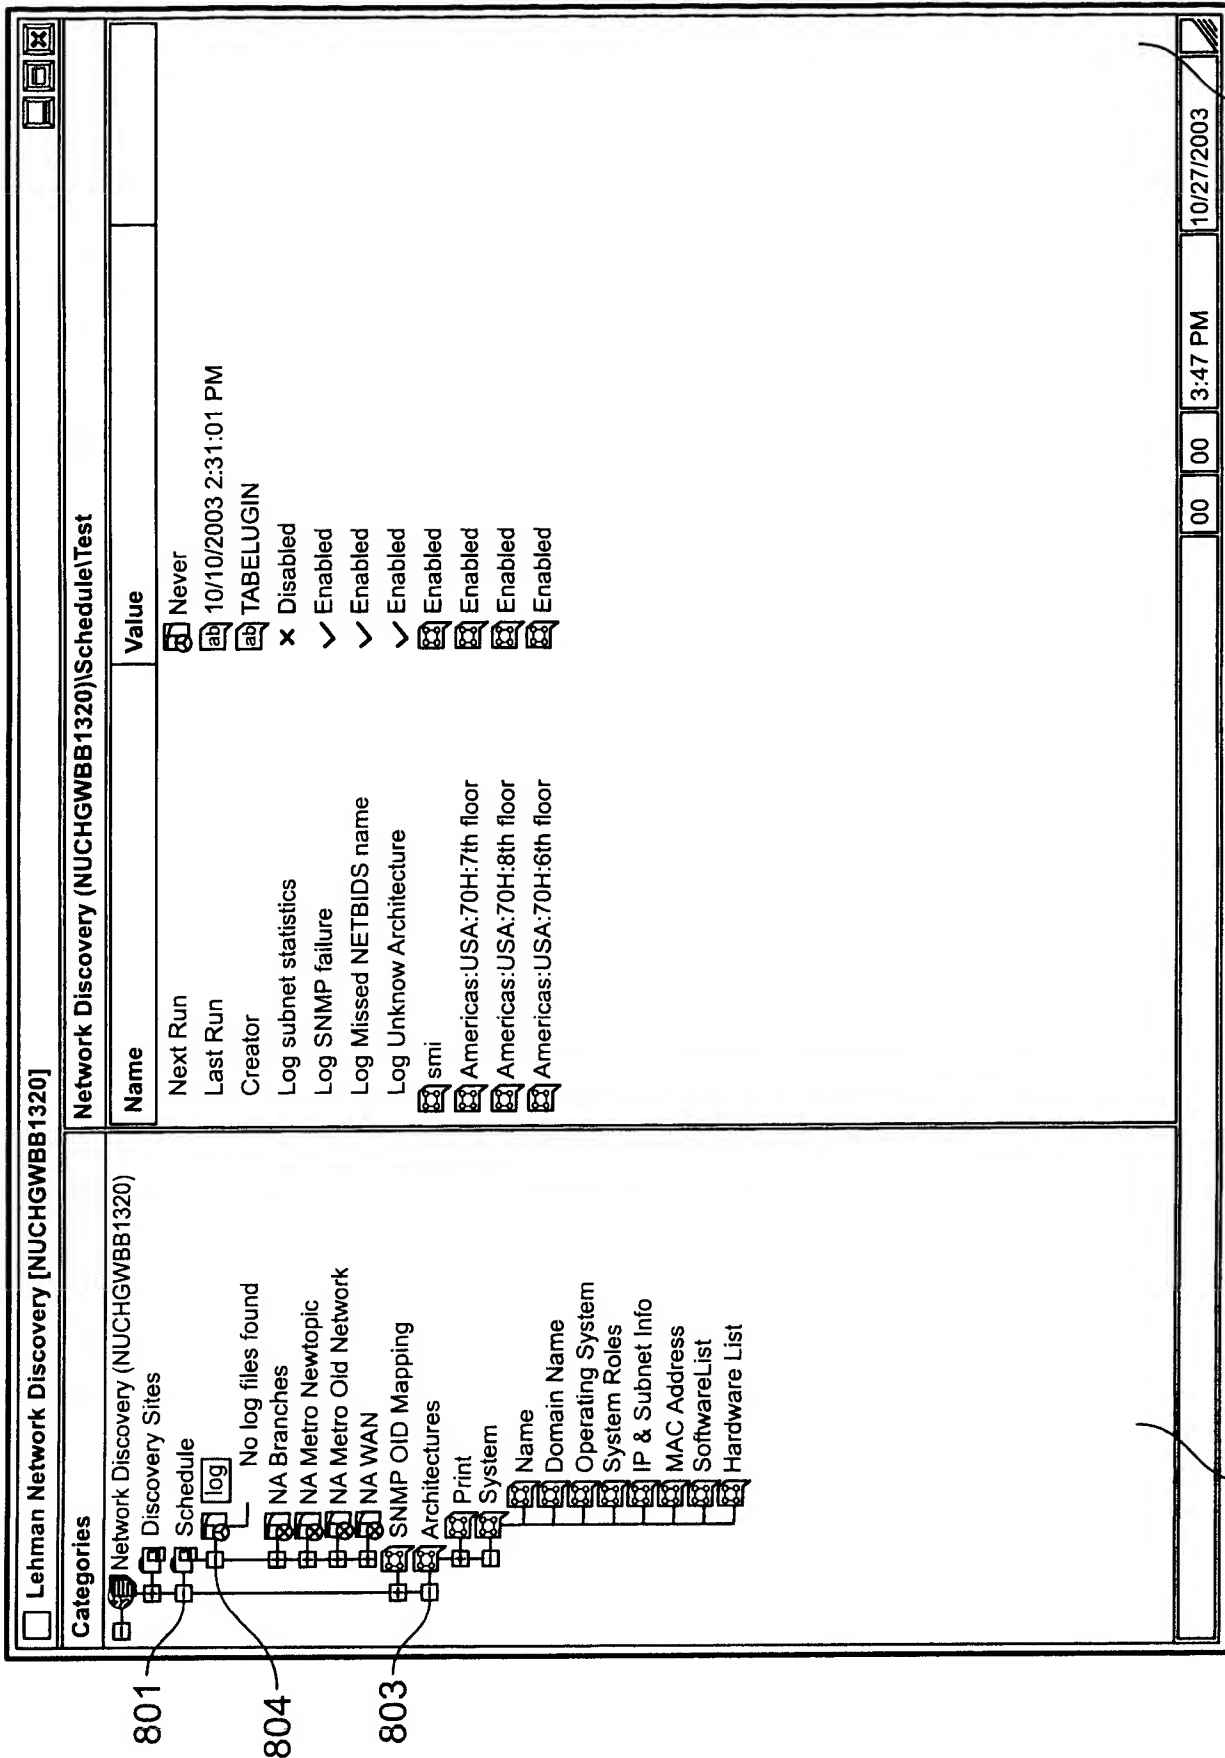 Lehman Network Discovery [NUCHGWBB1320]
Categories
Network Discovery (NUCHGWBB1320)
Discovery Sites
Schedule
log
No log files found
NA Branches
NA Metro Newtopic
NA Metro Old Network
NA WAN
SNMP OID Mapping
Architectures
Print
System
Name
Domain Name
Operating System
System Roles
IP & Subnet Info
MAC Address
SoftwareList
Hardware List
Network Discovery (NUCHGWBB1320)\Schedule\Test
Name Value
Next Run Never
Last Run ab 10/10/2003 2:31:01 PM
Creator ab TABELUGIN
Log subnet statistics Disabled
Log SNMP failure Enabled
Log Missed NETBIDS name Enabled
Log Unknow Architecture Enabled
smi Enabled
Americas:USA:70H:7th floor Enabled
Americas:USA:70H:8th floor Enabled
Americas:USA:70H:6th floor Enabled
00 00 3:47 PM 10/27/2003
801
804
803